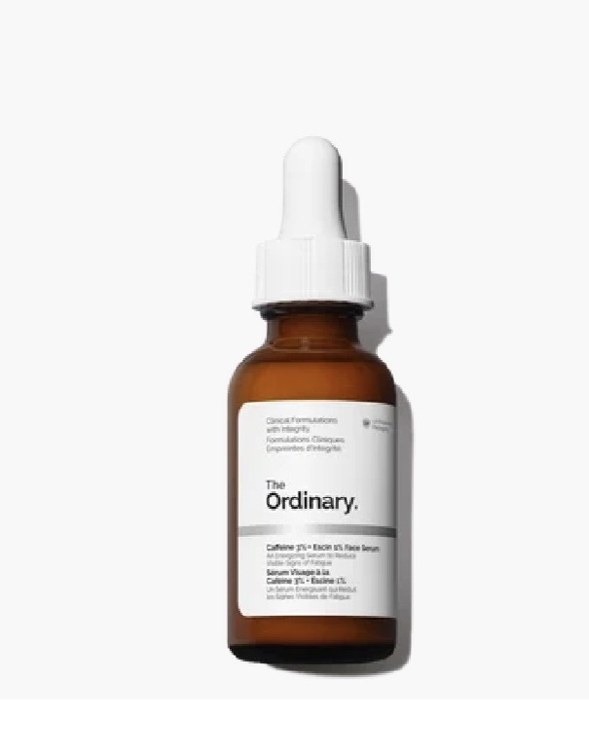 Clinical Formulations
with Integrity.
Formulations Cliniques
Empreintes d'Intégrité.
The
Ordinary.
Caffeine 3% + Escin 1% Face Serum
An Energizing Serum to Reduce
Visible Signs of Fatigue
Sérum Visage à la
Caféine 3% + Escine 1%
Un Sérum Énergisant qui Réduit
les Signes Visibles de Fatigue